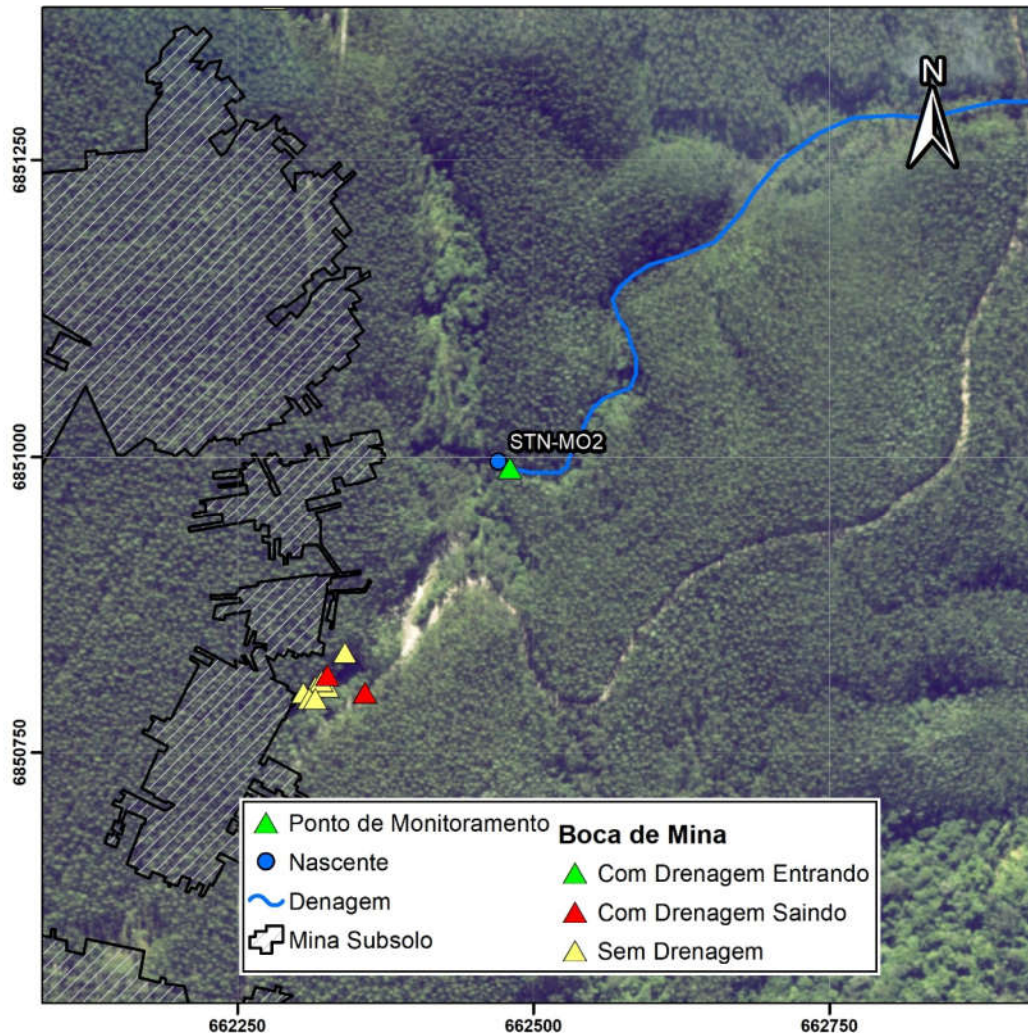 N
6851250
STN-MO2
6851000
6850750
Ponto de Monitoramento
Nascente
Denagem
Mina Subsolo
Boca de Mina
Com Drenagem Entrando
Com Drenagem Saindo
Sem Drenagem
662250
662500
662750